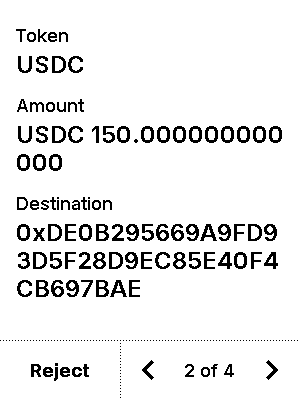 Token
USDC
Amount
USDC 150.000000000
000
Destination
0xDE0B295669A9FD9
3D5F28D9EC85E40F4
CB697BAE
Reject
2 of 4